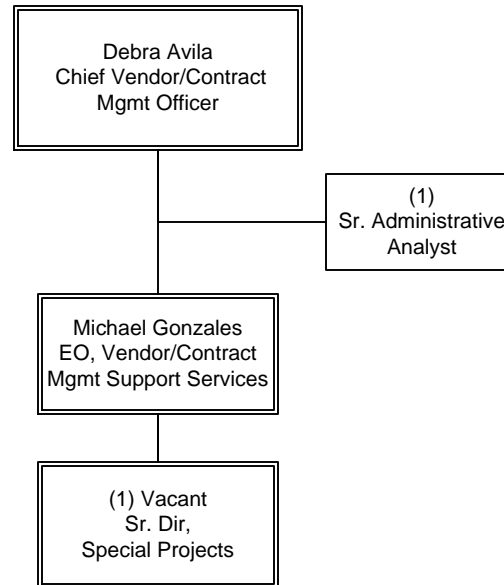 Debra Avila
Chief Vendor/Contract
Mgmt Officer
(1)
Sr. Administrative
Analyst
Michael Gonzales
EO, Vendor/Contract
Mgmt Support Services
(1) Vacant
Sr. Dir,
Special Projects